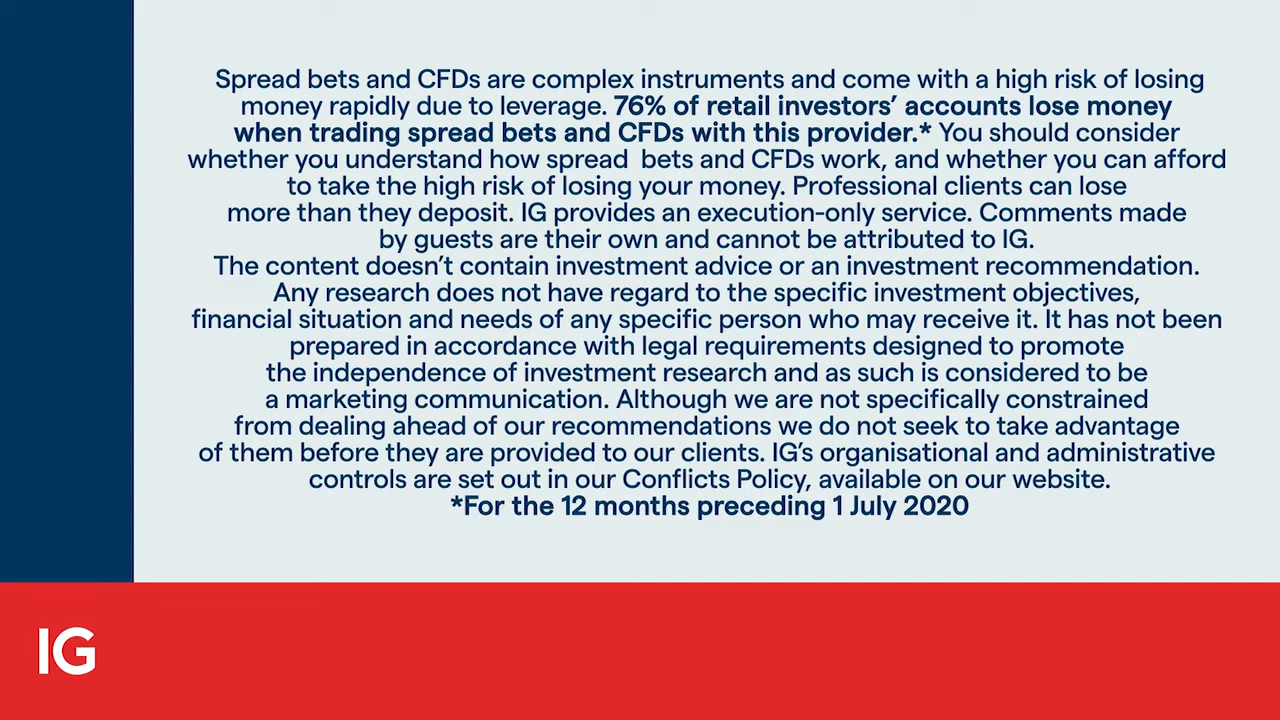 Spread bets and CFDs are complex instruments and come with a high risk of losing
money rapidly due to leverage. 76% of retail investors’ accounts lose money
when trading spread bets and CFDs with this provider.* You should consider
whether you understand how spread  bets and CFDs work, and whether you can afford
to take the high risk of losing your money. Professional clients can lose
more than they deposit. IG provides an execution-only service. Comments made
by guests are their own and cannot be attributed to IG.
The content doesn’t contain investment advice or an investment recommendation.
Any research does not have regard to the specific investment objectives,
financial situation and needs of any specific person who may receive it. It has not been
prepared in accordance with legal requirements designed to promote
the independence of investment research and as such is considered to be
a marketing communication. Although we are not specifically constrained
from dealing ahead of our recommendations we do not seek to take advantage
of them before they are provided to our clients. IG’s organisational and administrative
controls are set out in our Conflicts Policy, available on our website.
*For the 12 months preceding 1 July 2020
IG